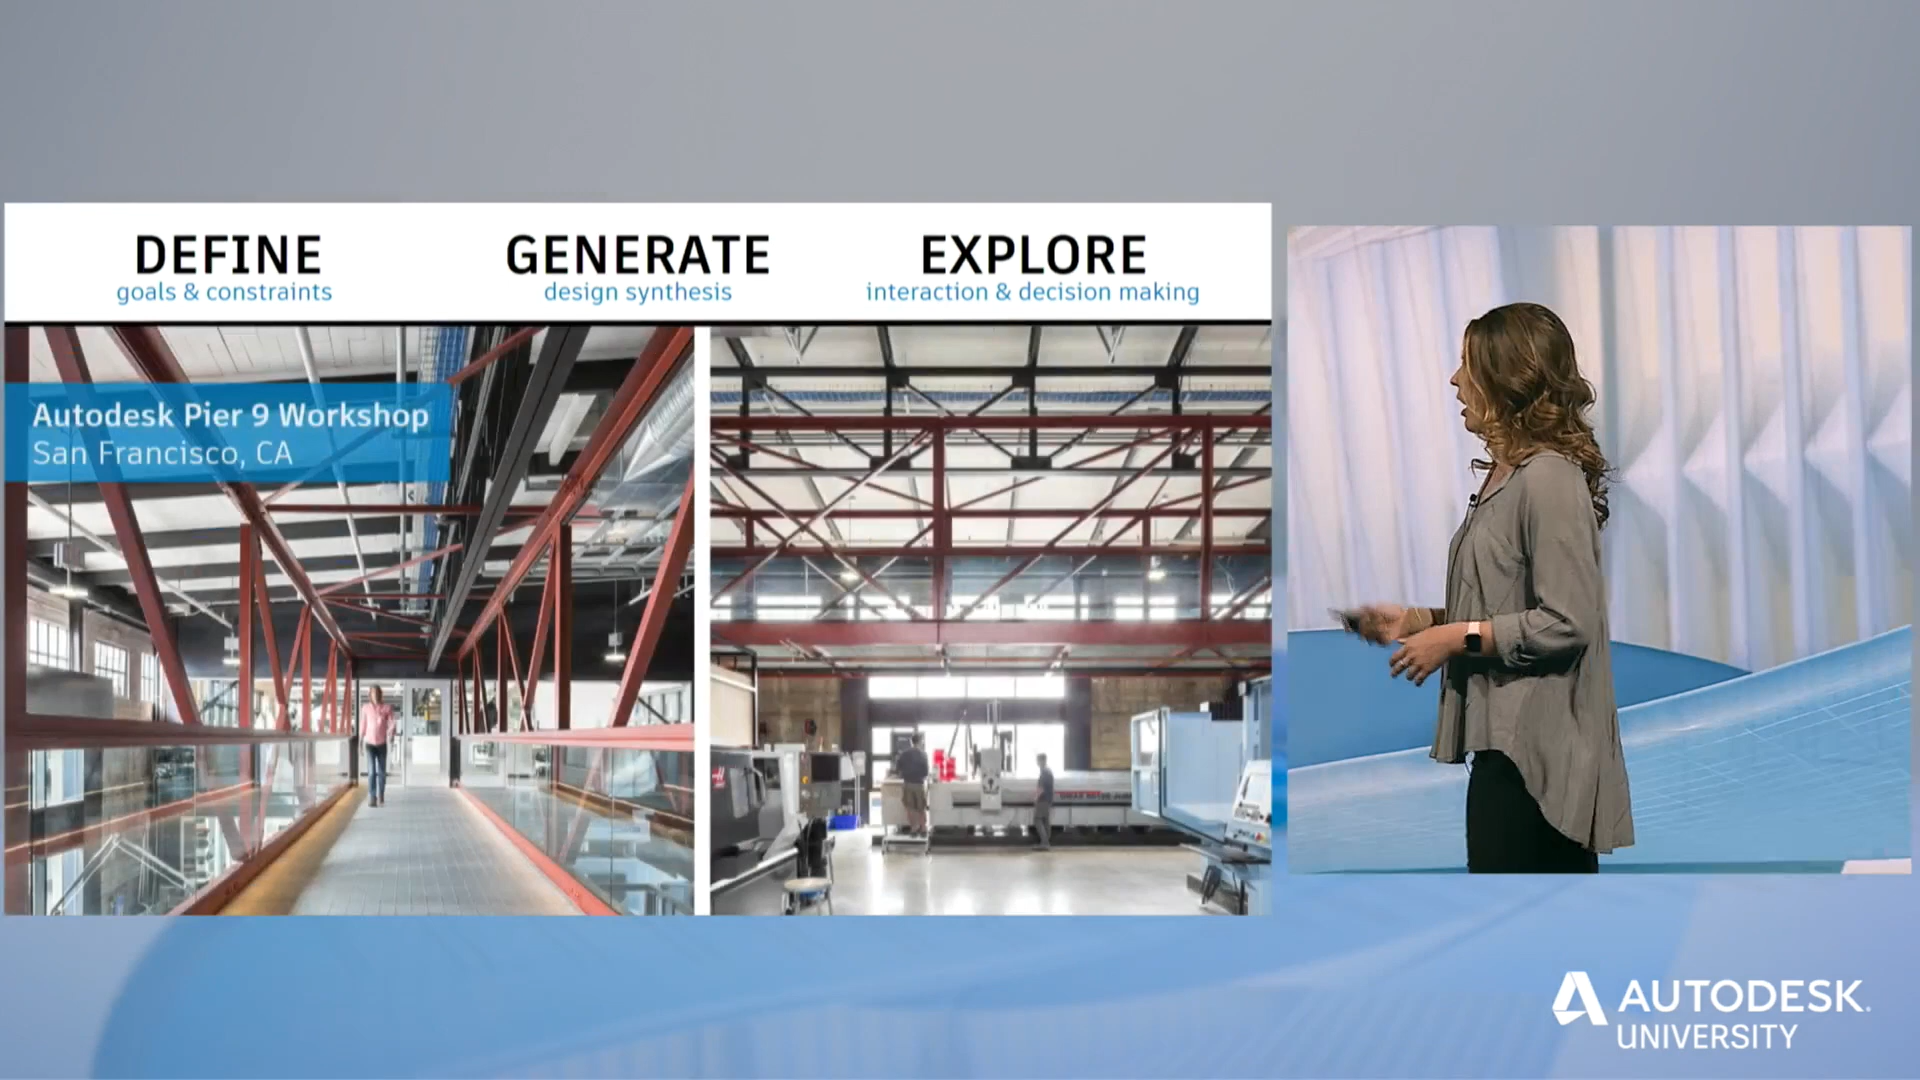 DEFINE
goals & constraints
GENERATE
design synthesis
EXPLORE
interaction & decision making
Autodesk Pier 9 Workshop
San Francisco, CA
AUTODESK
UNIVERSITY